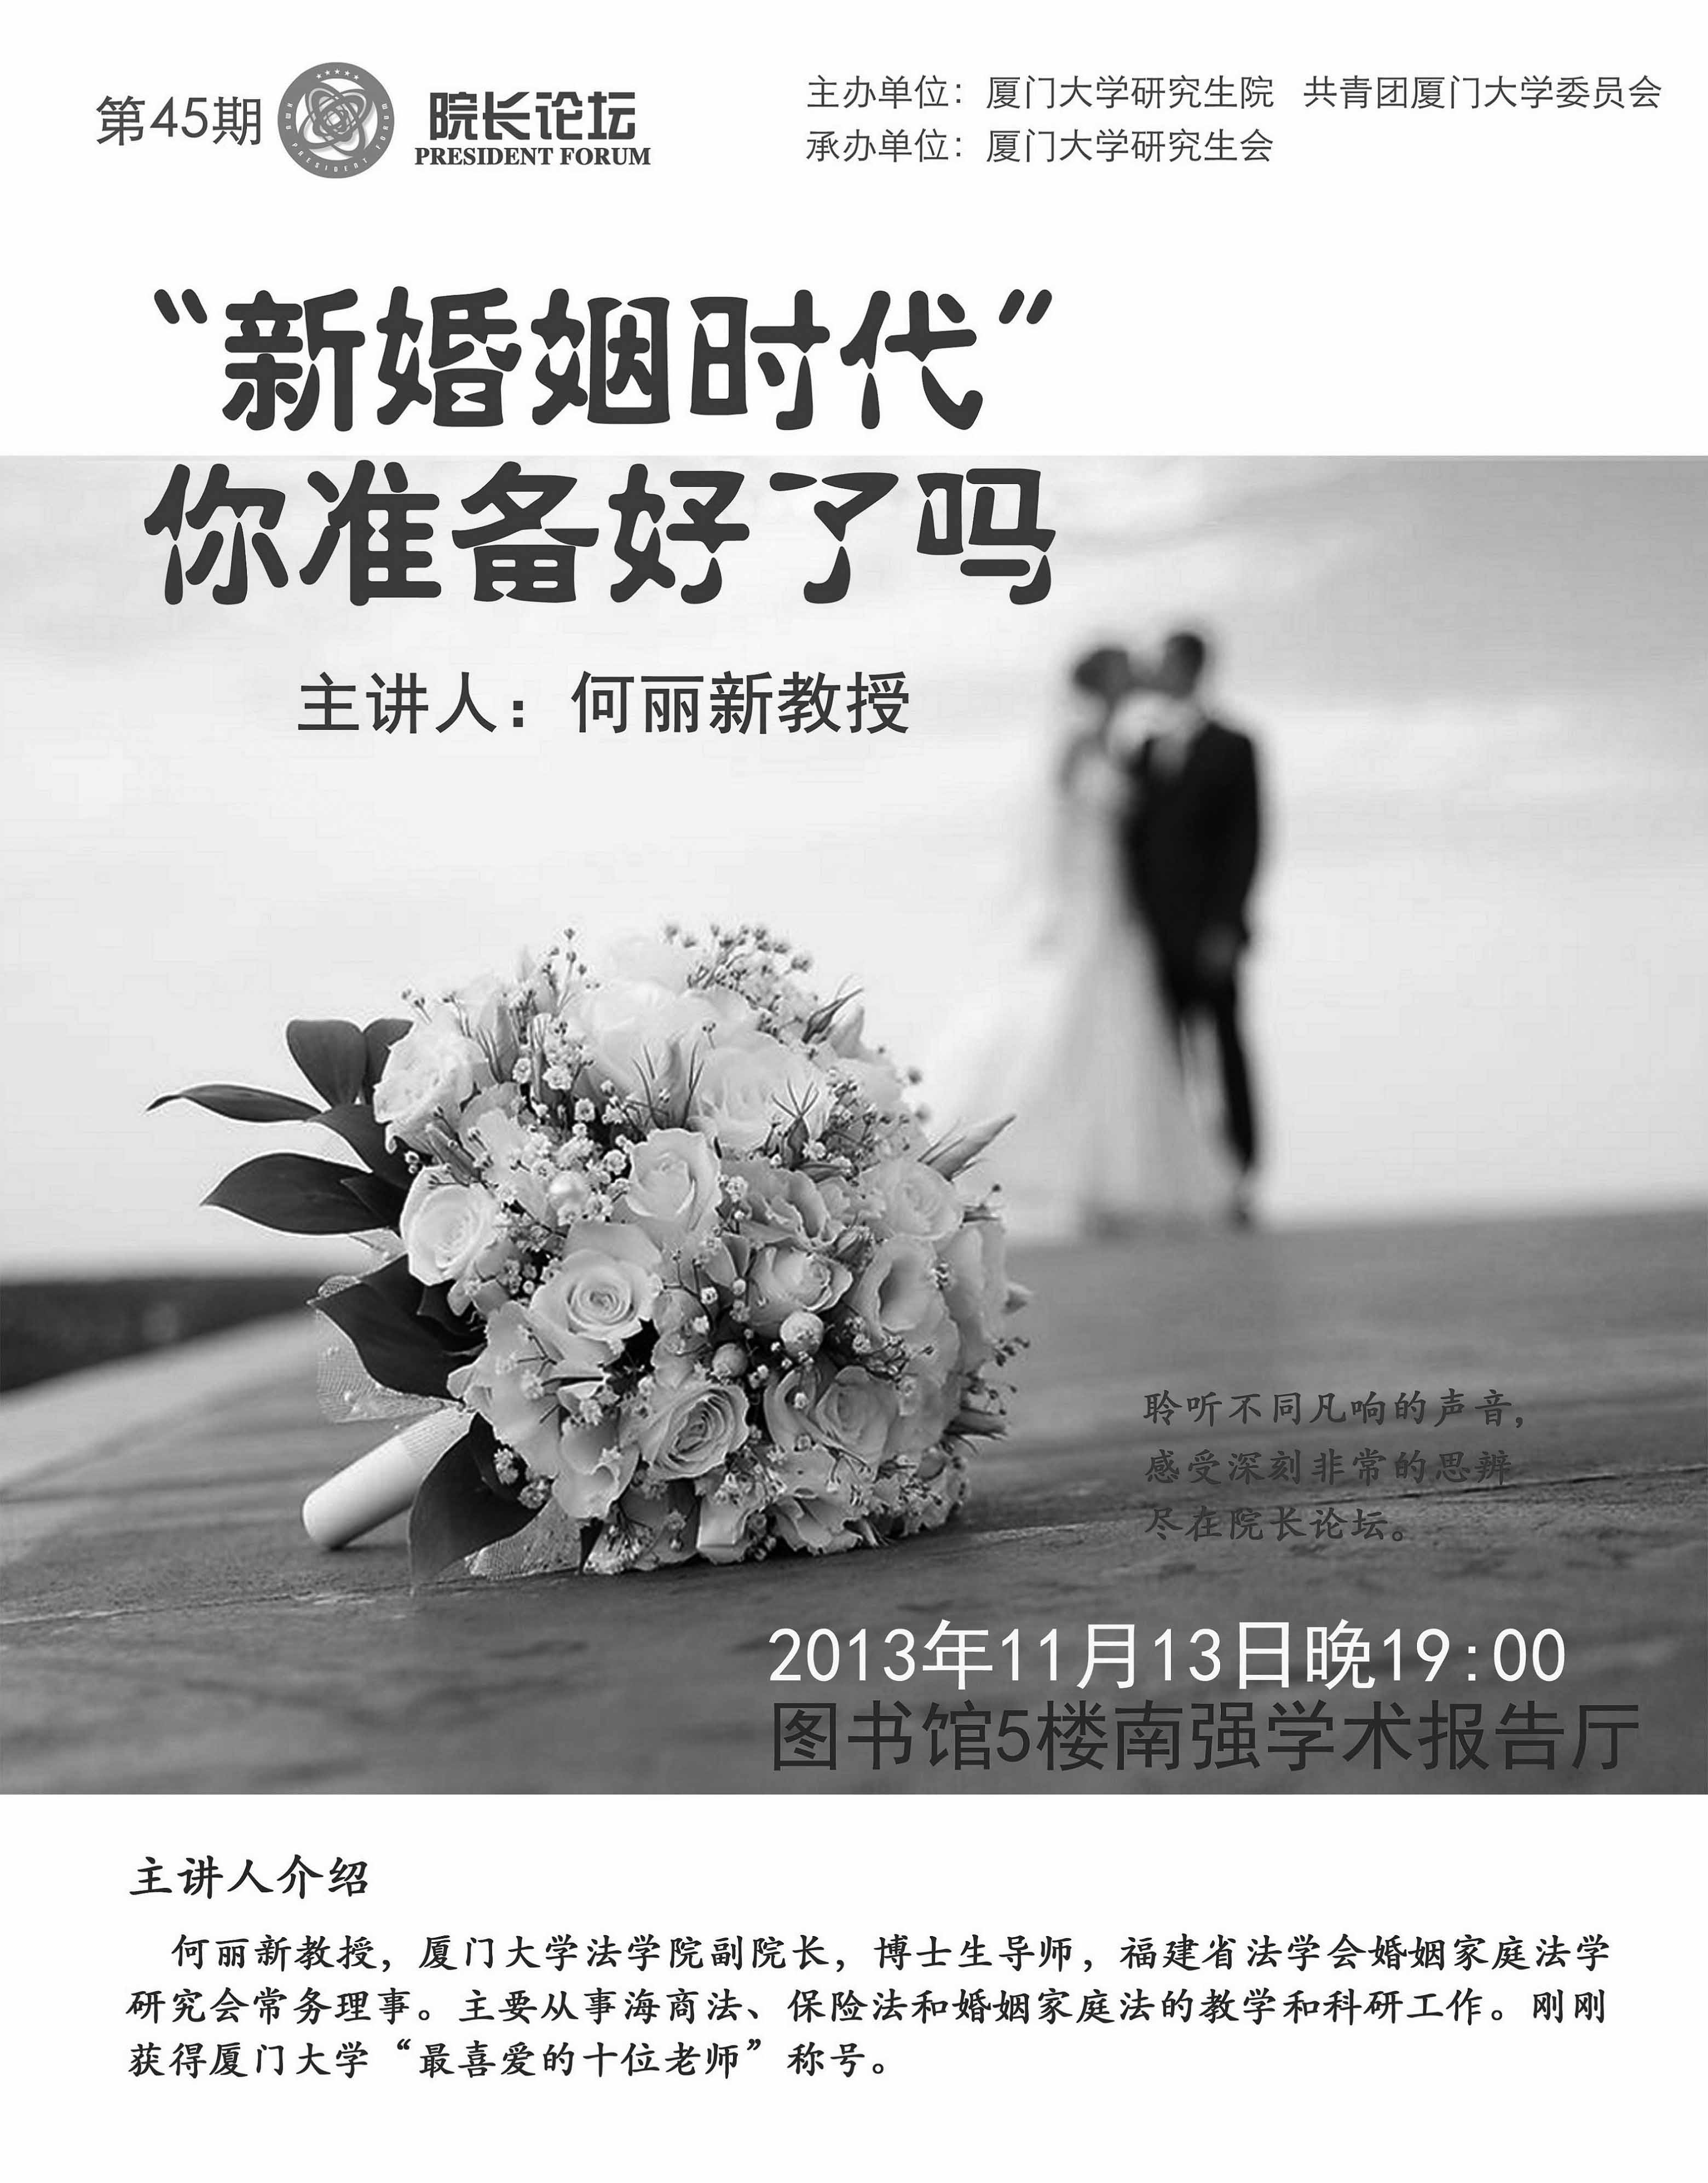 第45期
院长论坛
PRESIDENT FORUM
主办单位：厦门大学研究生院 共青团厦门大学委员会
承办单位：厦门大学研究生会
“新婚姻时代”
你准备好了吗
主讲人：何丽新教授
聆听不同凡响的声音，
感受深刻非常的思辨
尽在院长论坛。
2013年11月13日晚19:00
图书馆5楼南强学术报告厅
主讲人介绍
何丽新教授，厦门大学法学院副院长，博士生导师，福建省法学会婚姻家庭法学
研究会常务理事。主要从事海商法、保险法和婚姻家庭法的教学和科研工作。刚刚
获得厦门大学“最喜爱的十位老师”称号。